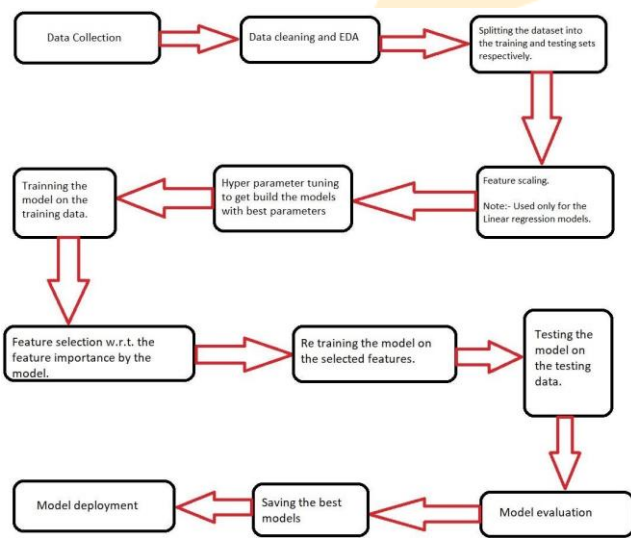 Data Collection
Data cleaning and EDA
Splitting the dataset into
the training and testing sets
respectively.
Feature scaling.
Note:- Used only for the
Linear regression models.
Hyper parameter tuning
to get build the models
with best parameters
Trainning the
model on the
training data.
Feature selection w.r.t. the
feature importance by the
model.
Re training the model on
the selected features.
Testing the
model on
the testing
data.
Model evaluation
Saving the best
models
Model deployment